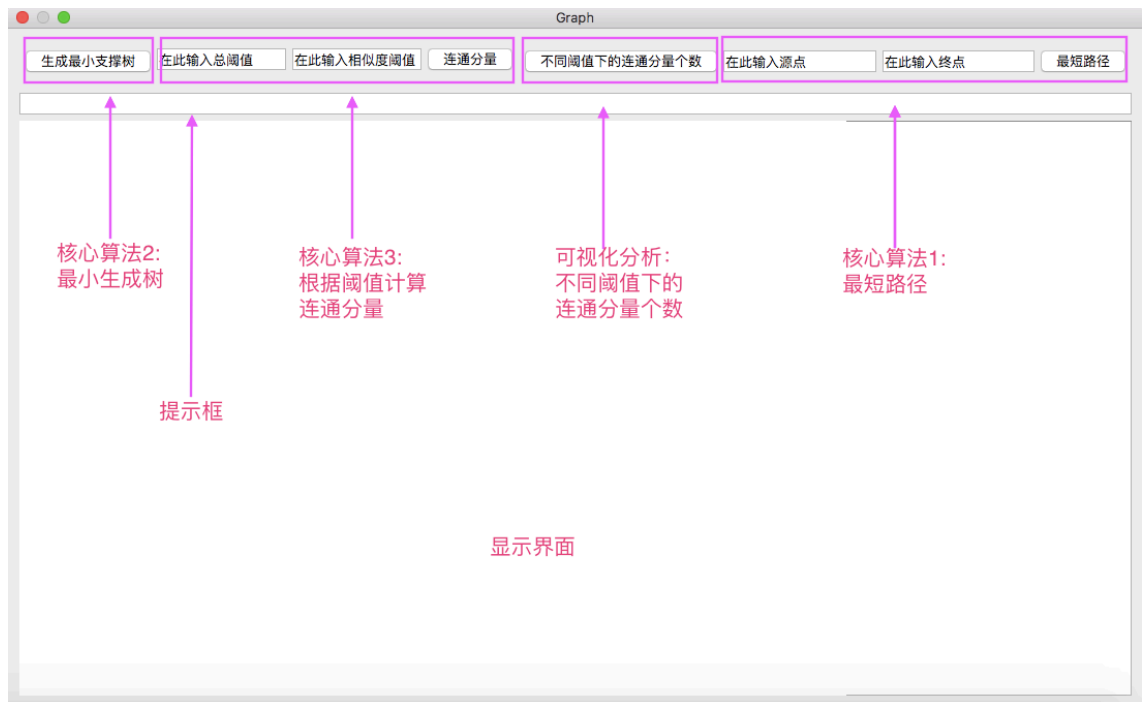 Graph
生成最小支撑树
在此输入总阈值
在此输入相似度阈值
连通分量
不同阈值下的连通分量个数
在此输入源点
在此输入终点
最短路径
核心算法2:
最小生成树
核心算法3:
根据阈值计算
连通分量
可视化分析：
不同阈值下的
连通分量个数
核心算法1:
最短路径
提示框
显示界面